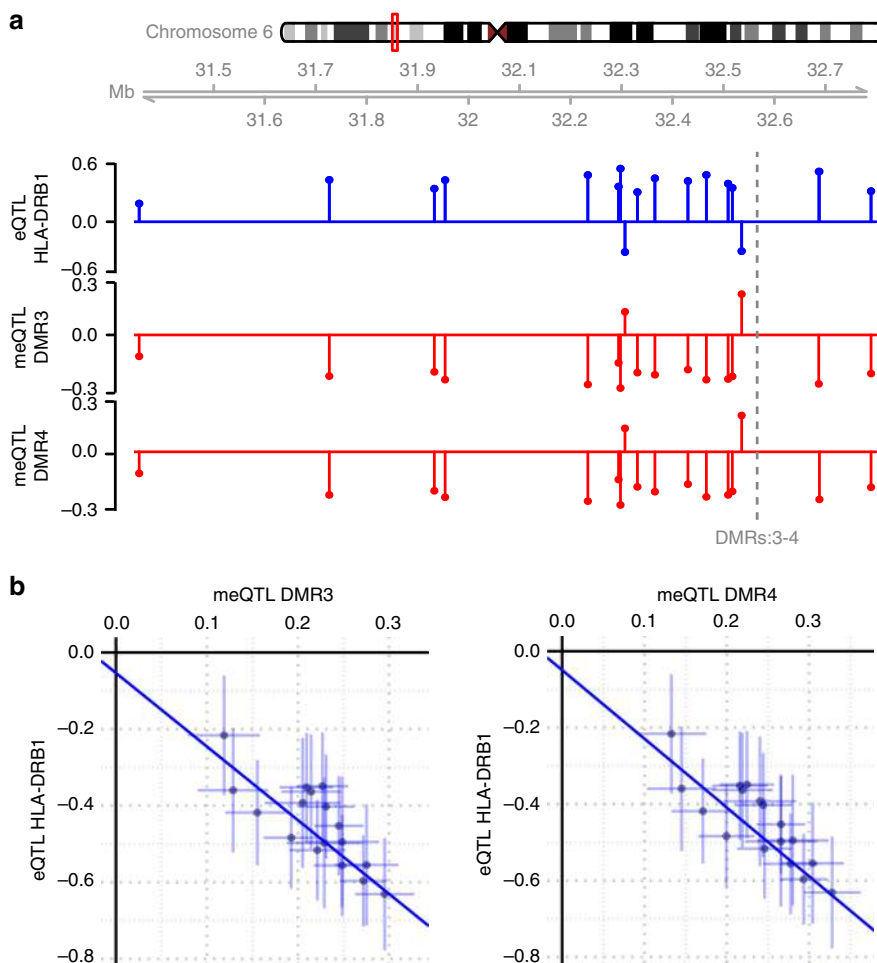 a
Chromosome 6
31.5 31.7 31.9 32.1 32.3 32.5 32.7
Mb
31.6 31.8 32 32.2 32.4 32.6
eQTL
HLA-DRB1
0.6
0.0
−0.6
meQTL
DMR3
0.3
0.0
−0.3
meQTL
DMR4
0.3
0.0
−0.3
DMRs:3-4
b
meQTL DMR3
0.0 0.1 0.2 0.3
eQTL HLA-DRB1
0.0
−0.2
−0.4
−0.6
−0.8
meQTL DMR4
0.0 0.1 0.2 0.3
eQTL HLA-DRB1
0.0
−0.2
−0.4
−0.6
−0.8